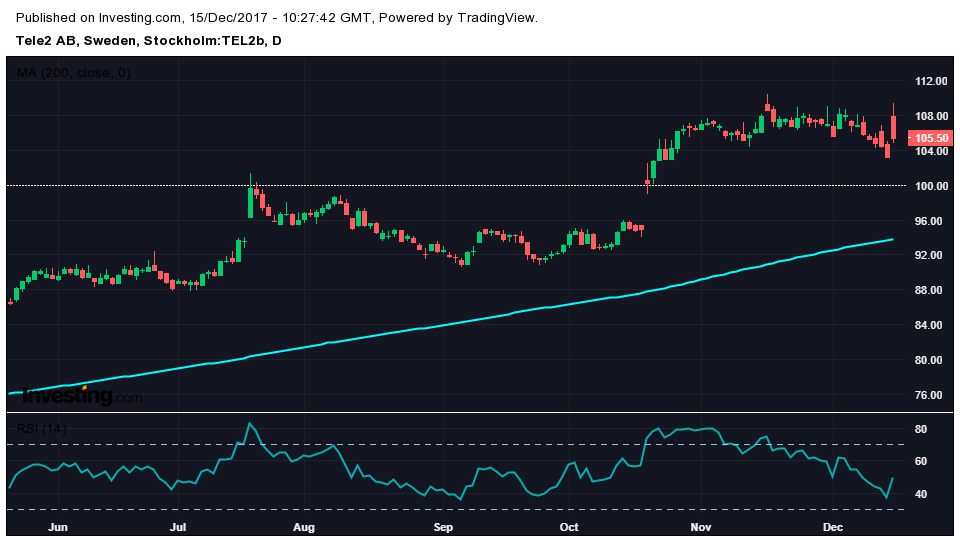 Published on Investing.com, 15/Dec/2017 - 10:27:42 GMT, Powered by TradingView.
Tele2 AB, Sweden, Stockholm:TEL2b, D
MA (200, close, 0)
112.00
108.00
105.50
104.00
100.00
96.00
92.00
88.00
84.00
80.00
76.00
Investing.com
RSI (14)
80
60
40
Jun Jul Aug Sep Oct Nov Dec